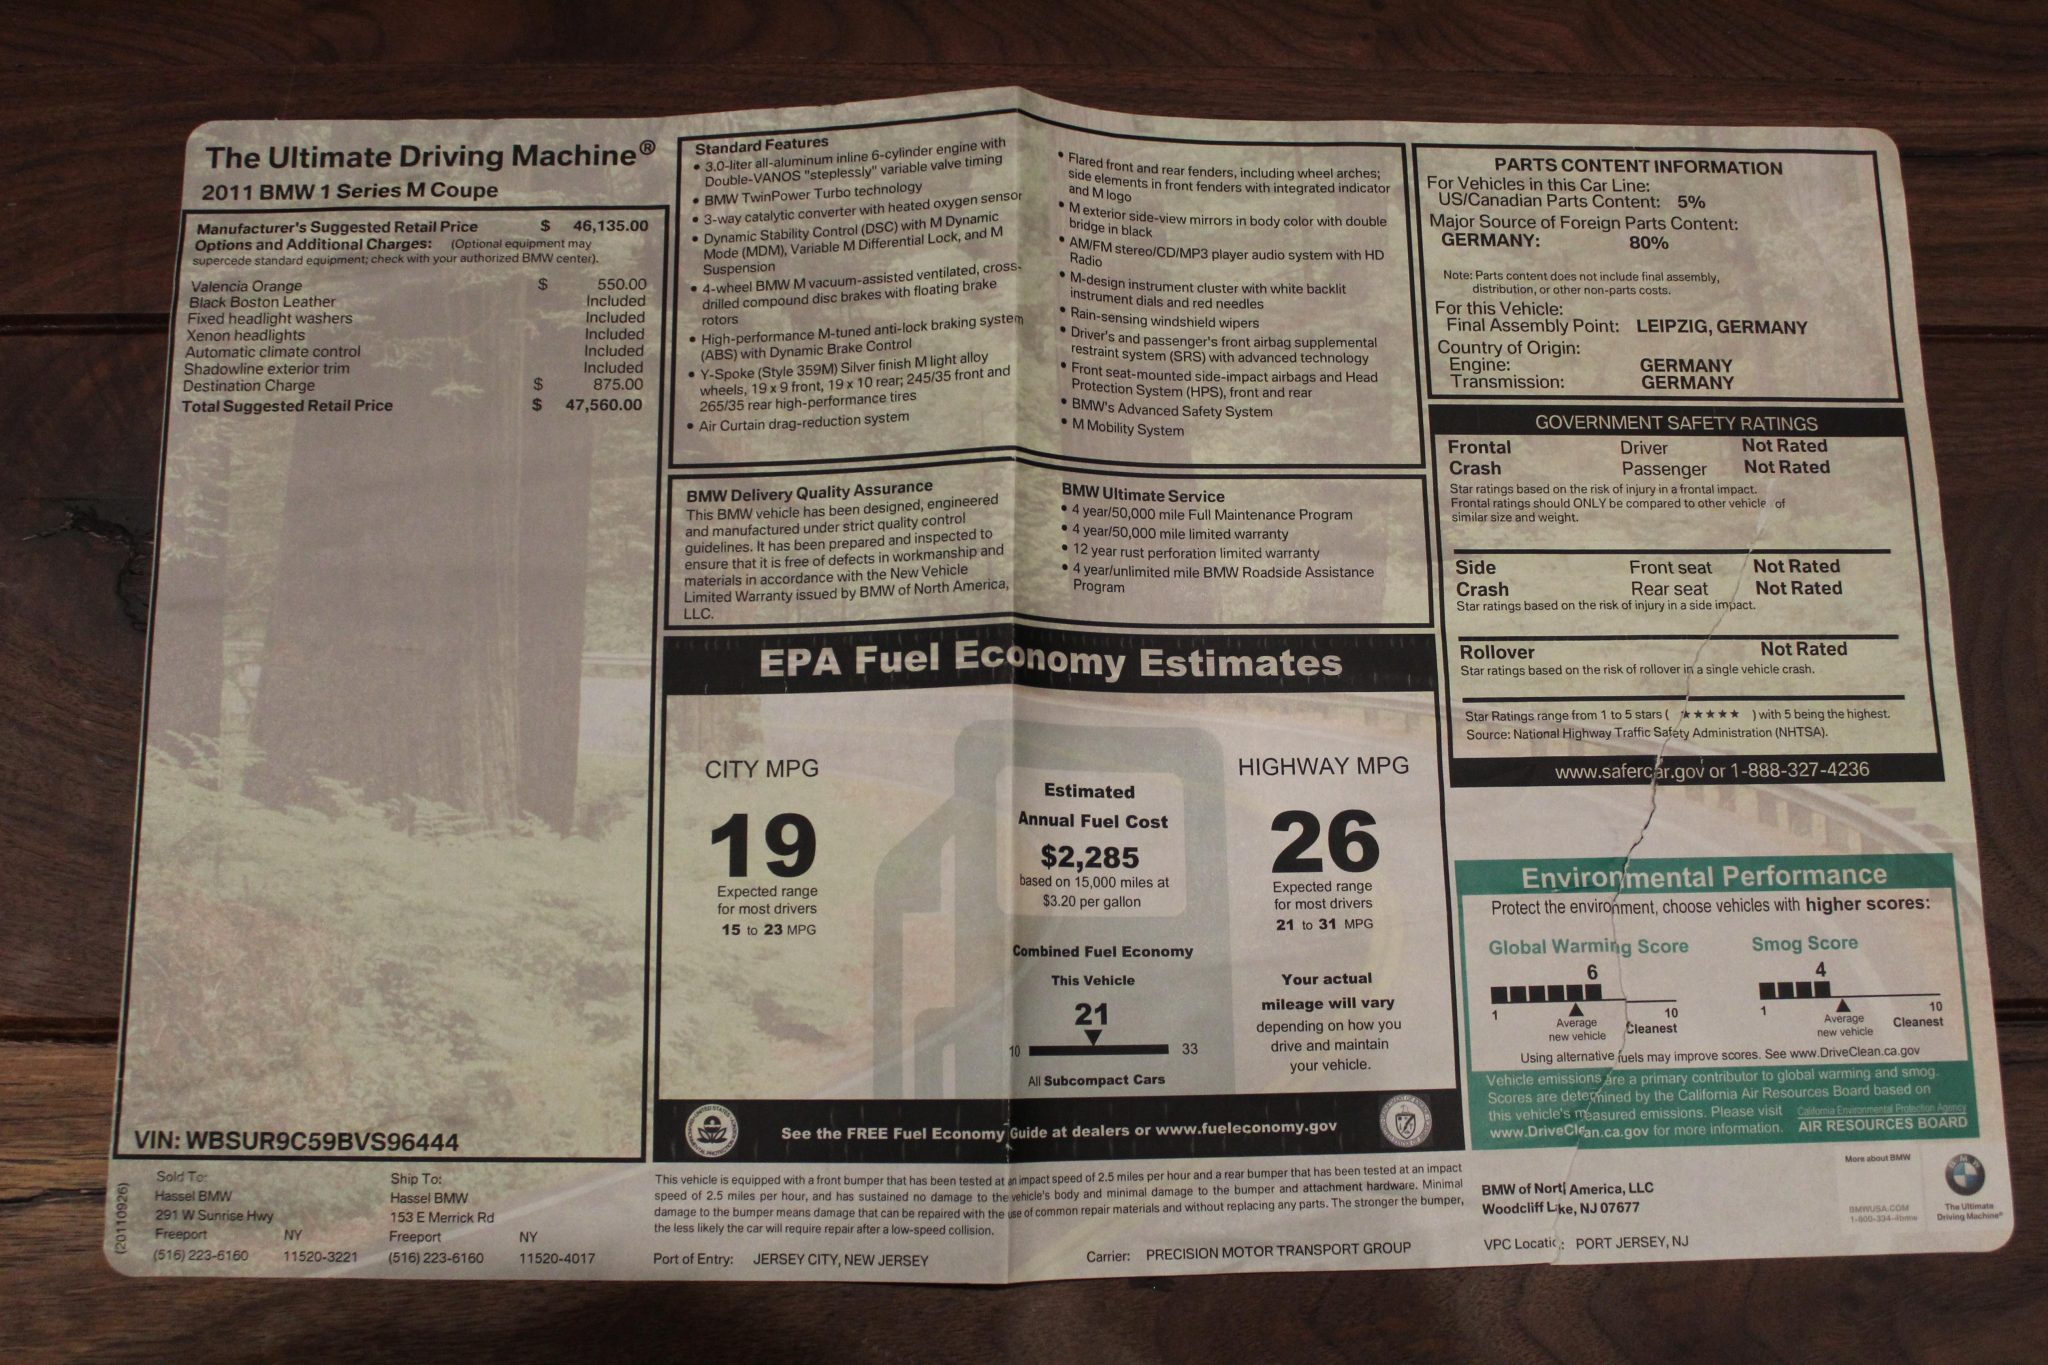 The Ultimate Driving Machine®
2011 BMW 1 Series M Coupe
Manufacturer's Suggested Retail Price $ 46,135.00
Options and Additional Charges: (Optional equipment may
supercede standard equipment; check with your authorized BMW center).
Valencia Orange $ 550.00
Black Boston Leather Included
Fixed headlight washers Included
Xenon headlights Included
Automatic climate control Included
Shadowline exterior trim Included
Destination Charge $ 875.00
Total Suggested Retail Price $ 47,560.00
VIN: WBSUR9C59BVS96444
Standard Features
• 3.0-liter all-aluminum inline 6-cylinder engine with
Double-VANOS "steplessly" variable valve timing
• BMW TwinPower Turbo technology
• 3-way catalytic converter with heated oxygen sensor
• Dynamic Stability Control (DSC) with M Dynamic
Mode (MDM), Variable M Differential Lock, and M
Suspension
• 4-wheel BMW M vacuum-assisted ventilated, cross-
drilled compound disc brakes with floating brake
rotors
• High-performance M-tuned anti-lock braking system
(ABS) with Dynamic Brake Control
• Y-Spoke (Style 359M) Silver finish M light alloy
wheels, 19 x 9 front, 19 x 10 rear; 245/35 front and
265/35 rear high-performance tires
• Air Curtain drag-reduction system
• Flared front and rear fenders, including wheel arches;
side elements in front fenders with integrated indicator
and M logo
• M exterior side-view mirrors in body color with double
bridge in black
• AM/FM stereo/CD/MP3 player audio system with HD
Radio
• M-design instrument cluster with white backlit
instrument dials and red needles
• Rain-sensing windshield wipers
• Driver's and passenger's front airbag supplemental
restraint system (SRS) with advanced technology
• Front seat-mounted side-impact airbags and Head
Protection System (HPS), front and rear
• BMW's Advanced Safety System
• M Mobility System
BMW Delivery Quality Assurance
This BMW vehicle has been designed, engineered
and manufactured under strict quality control
guidelines. It has been prepared and inspected to
ensure that it is free of defects in workmanship and
materials in accordance with the New Vehicle
Limited Warranty issued by BMW of North America,
LLC.
BMW Ultimate Service
• 4 year/50,000 mile Full Maintenance Program
• 4 year/50,000 mile limited warranty
• 12 year rust perforation limited warranty
• 4 year/unlimited mile BMW Roadside Assistance
Program
EPA Fuel Economy Estimates
CITY MPG
19
Expected range
for most drivers
15 to 23 MPG
Estimated
Annual Fuel Cost
$2,285
based on 15,000 miles at
$3.20 per gallon
Combined Fuel Economy
This Vehicle
21
10 33
All Subcompact Cars
HIGHWAY MPG
26
Expected range
for most drivers
21 to 31 MPG
Your actual
mileage will vary
depending on how you
drive and maintain
your vehicle.
See the FREE Fuel Economy Guide at dealers or www.fueleconomy.gov
PARTS CONTENT INFORMATION
For Vehicles in this Car Line:
US/Canadian Parts Content: 5%
Major Source of Foreign Parts Content:
GERMANY: 80%
Note: Parts content does not include final assembly,
distribution, or other non-parts costs.
For this Vehicle:
Final Assembly Point: LEIPZIG, GERMANY
Country of Origin:
Engine: GERMANY
Transmission: GERMANY
GOVERNMENT SAFETY RATINGS
Frontal Driver Not Rated
Crash Passenger Not Rated
Star ratings based on the risk of injury in a frontal impact.
Frontal ratings should ONLY be compared to other vehicle of
similar size and weight.
Side Front seat Not Rated
Crash Rear seat Not Rated
Star ratings based on the risk of injury in a side impact.
Rollover Not Rated
Star ratings based on the risk of rollover in a single vehicle crash.
Star Ratings range from 1 to 5 stars ( ★★★★★ ) with 5 being the highest.
Source: National Highway Traffic Safety Administration (NHTSA).
www.safercar.gov or 1-888-327-4236
Environmental Performance
Protect the environment, choose vehicles with higher scores:
Global Warming Score Smog Score
6 4
1 10 1 10
Average new vehicle Cleanest Average new vehicle Cleanest
Using alternative fuels may improve scores. See www.DriveClean.ca.gov
Vehicle emissions are a primary contributor to global warming and smog.
Scores are determined by the California Air Resources Board based on
this vehicle's measured emissions. Please visit California Environmental Protection Agency
www.DriveClean.ca.gov for more information. AIR RESOURCES BOARD
(20110926)
Sold To: Ship To:
Hassel BMW Hassel BMW
291 W Sunrise Hwy 153 E Merrick Rd
Freeport NY Freeport NY
(516) 223-6160 11520-3221 (516) 223-6160 11520-4017
This vehicle is equipped with a front bumper that has been tested at an impact speed of 2.5 miles per hour and a rear bumper that has been tested at an impact
speed of 2.5 miles per hour, and has sustained no damage to the vehicle's body and minimal damage to the bumper and attachment hardware. Minimal
damage to the bumper means damage that can be repaired with the use of common repair materials and without replacing any parts. The stronger the bumper,
the less likely the car will require repair after a low-speed collision.
Port of Entry: JERSEY CITY, NEW JERSEY Carrier: PRECISION MOTOR TRANSPORT GROUP
BMW of North America, LLC
Woodcliff Lake, NJ 07677
VPC Location: PORT JERSEY, NJ
More about BMW
BMWUSA.COM
1-800-334-4bmw
BMW
The Ultimate
Driving Machine®